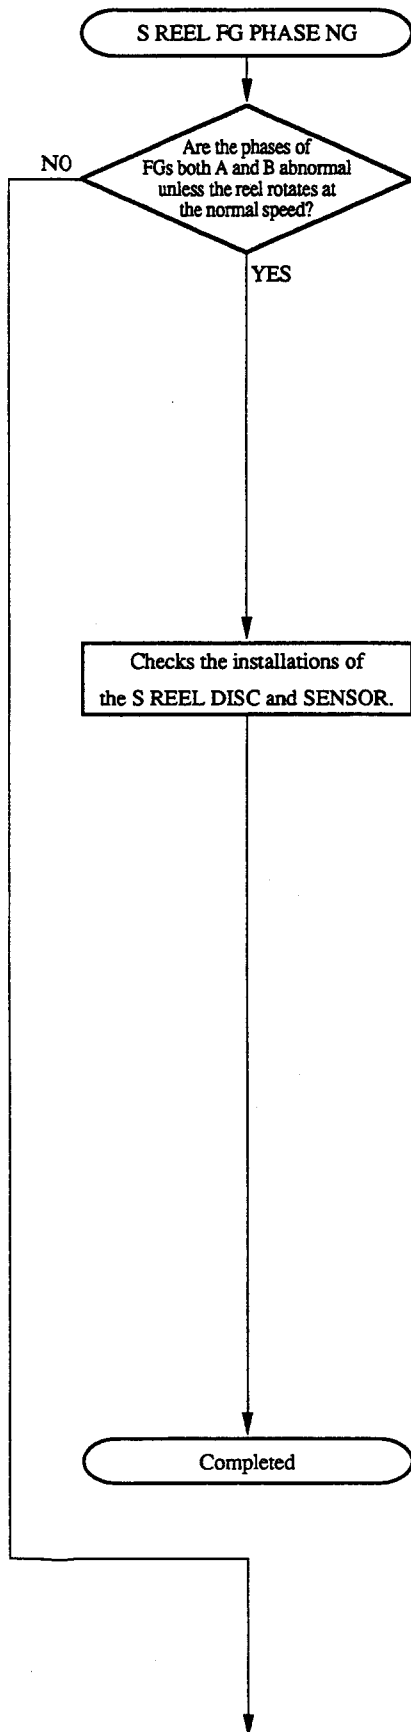 S REEL FG PHASE NG
Are the phases of
FGs both A and B abnormal
unless the reel rotates at
the normal speed?
NO
YES
Checks the installations of
the S REEL DISC and SENSOR.
Completed